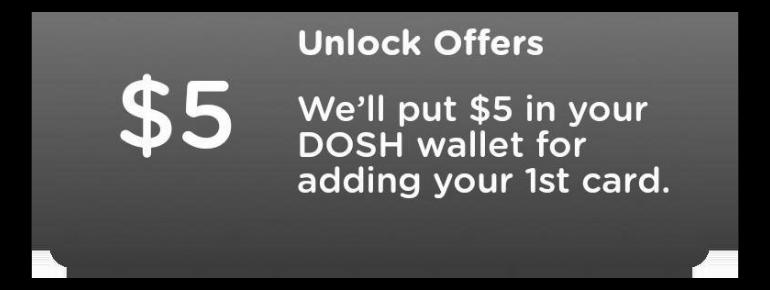 Unlock Offers
$5
We'll put $5 in your
DOSH wallet for
adding your 1st card.